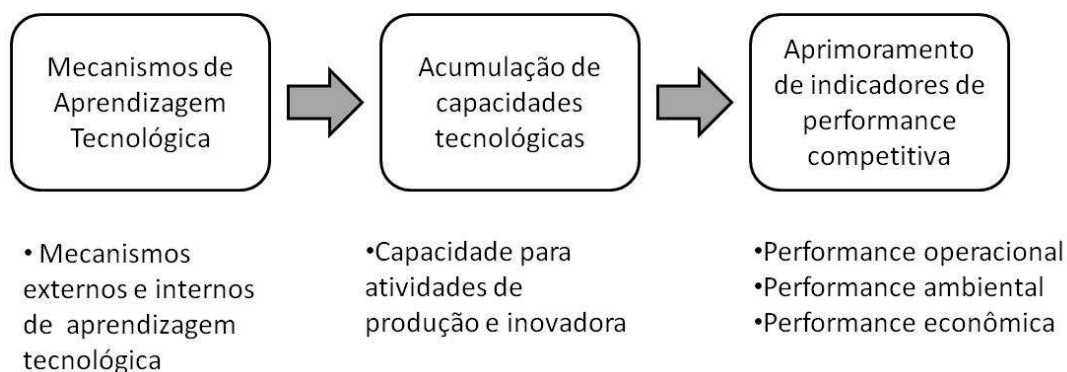 Mecanismos de
Aprendizagem
Tecnológica
Acumulação de
capacidades
tecnológicas
Aprimoramento
de indicadores de
performance
competitiva
• Mecanismos
externos e internos
de aprendizagem
tecnológica
•Capacidade para
atividades de
produção e inovadora
•Performance operacional
•Performance ambiental
•Performance econômica